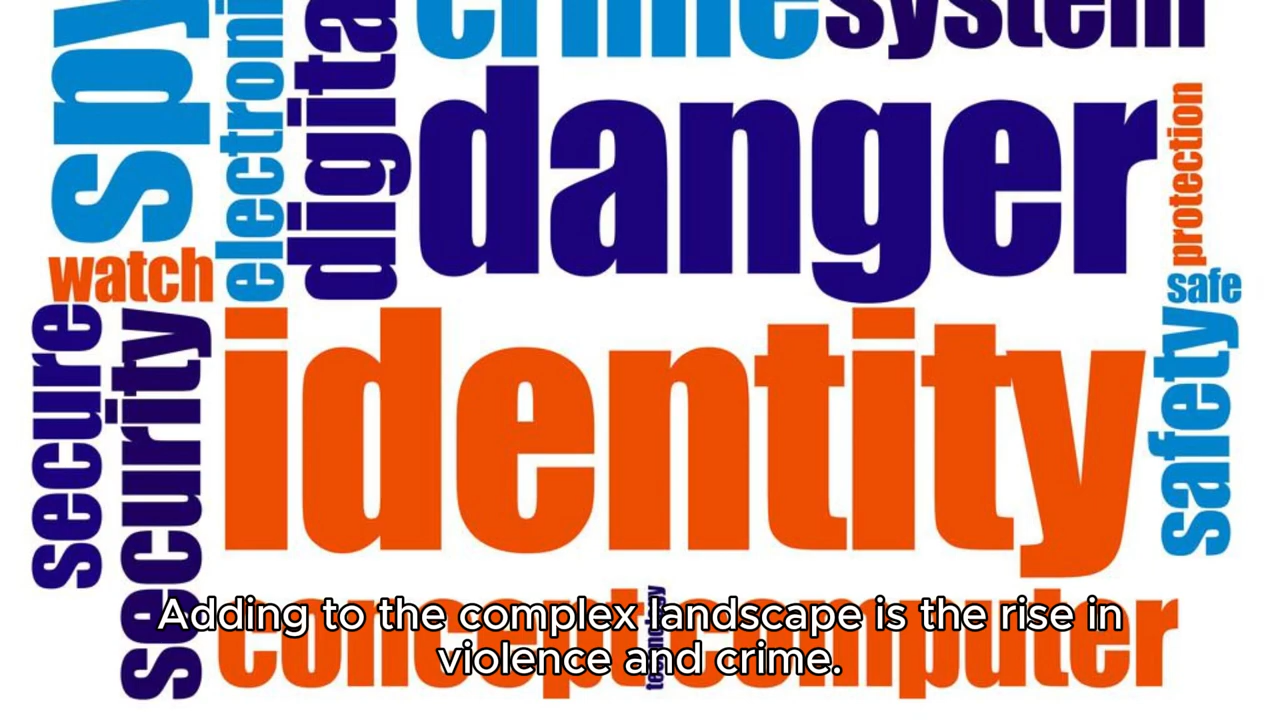 spy
electroni
digita
crime system
danger
protection
watch
safe
secure
security
identity
safety
concept
technology
computer
Adding to the complex landscape is the rise in
violence and crime.